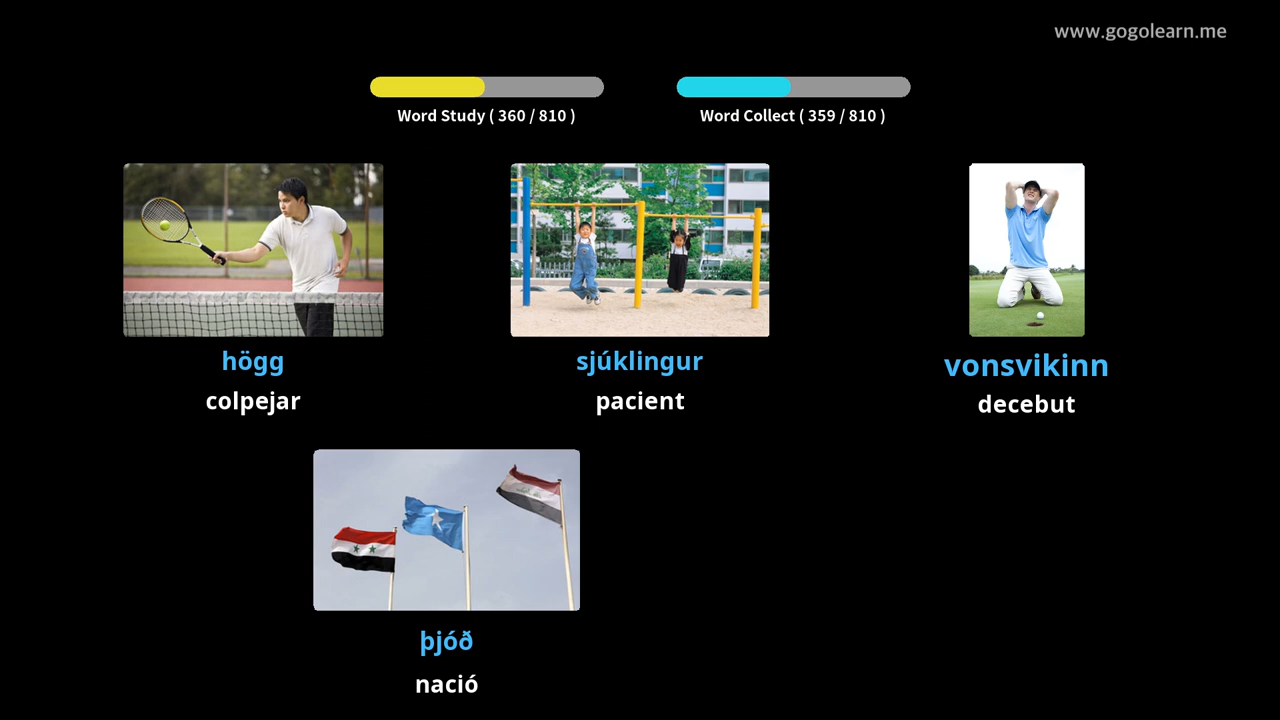 www.gogolearn.me
Word Study ( 360 / 810 )
Word Collect ( 359 / 810 )
högg
colpejar
sjúklingur
pacient
vonsvikinn
decebut
þjóð
nació